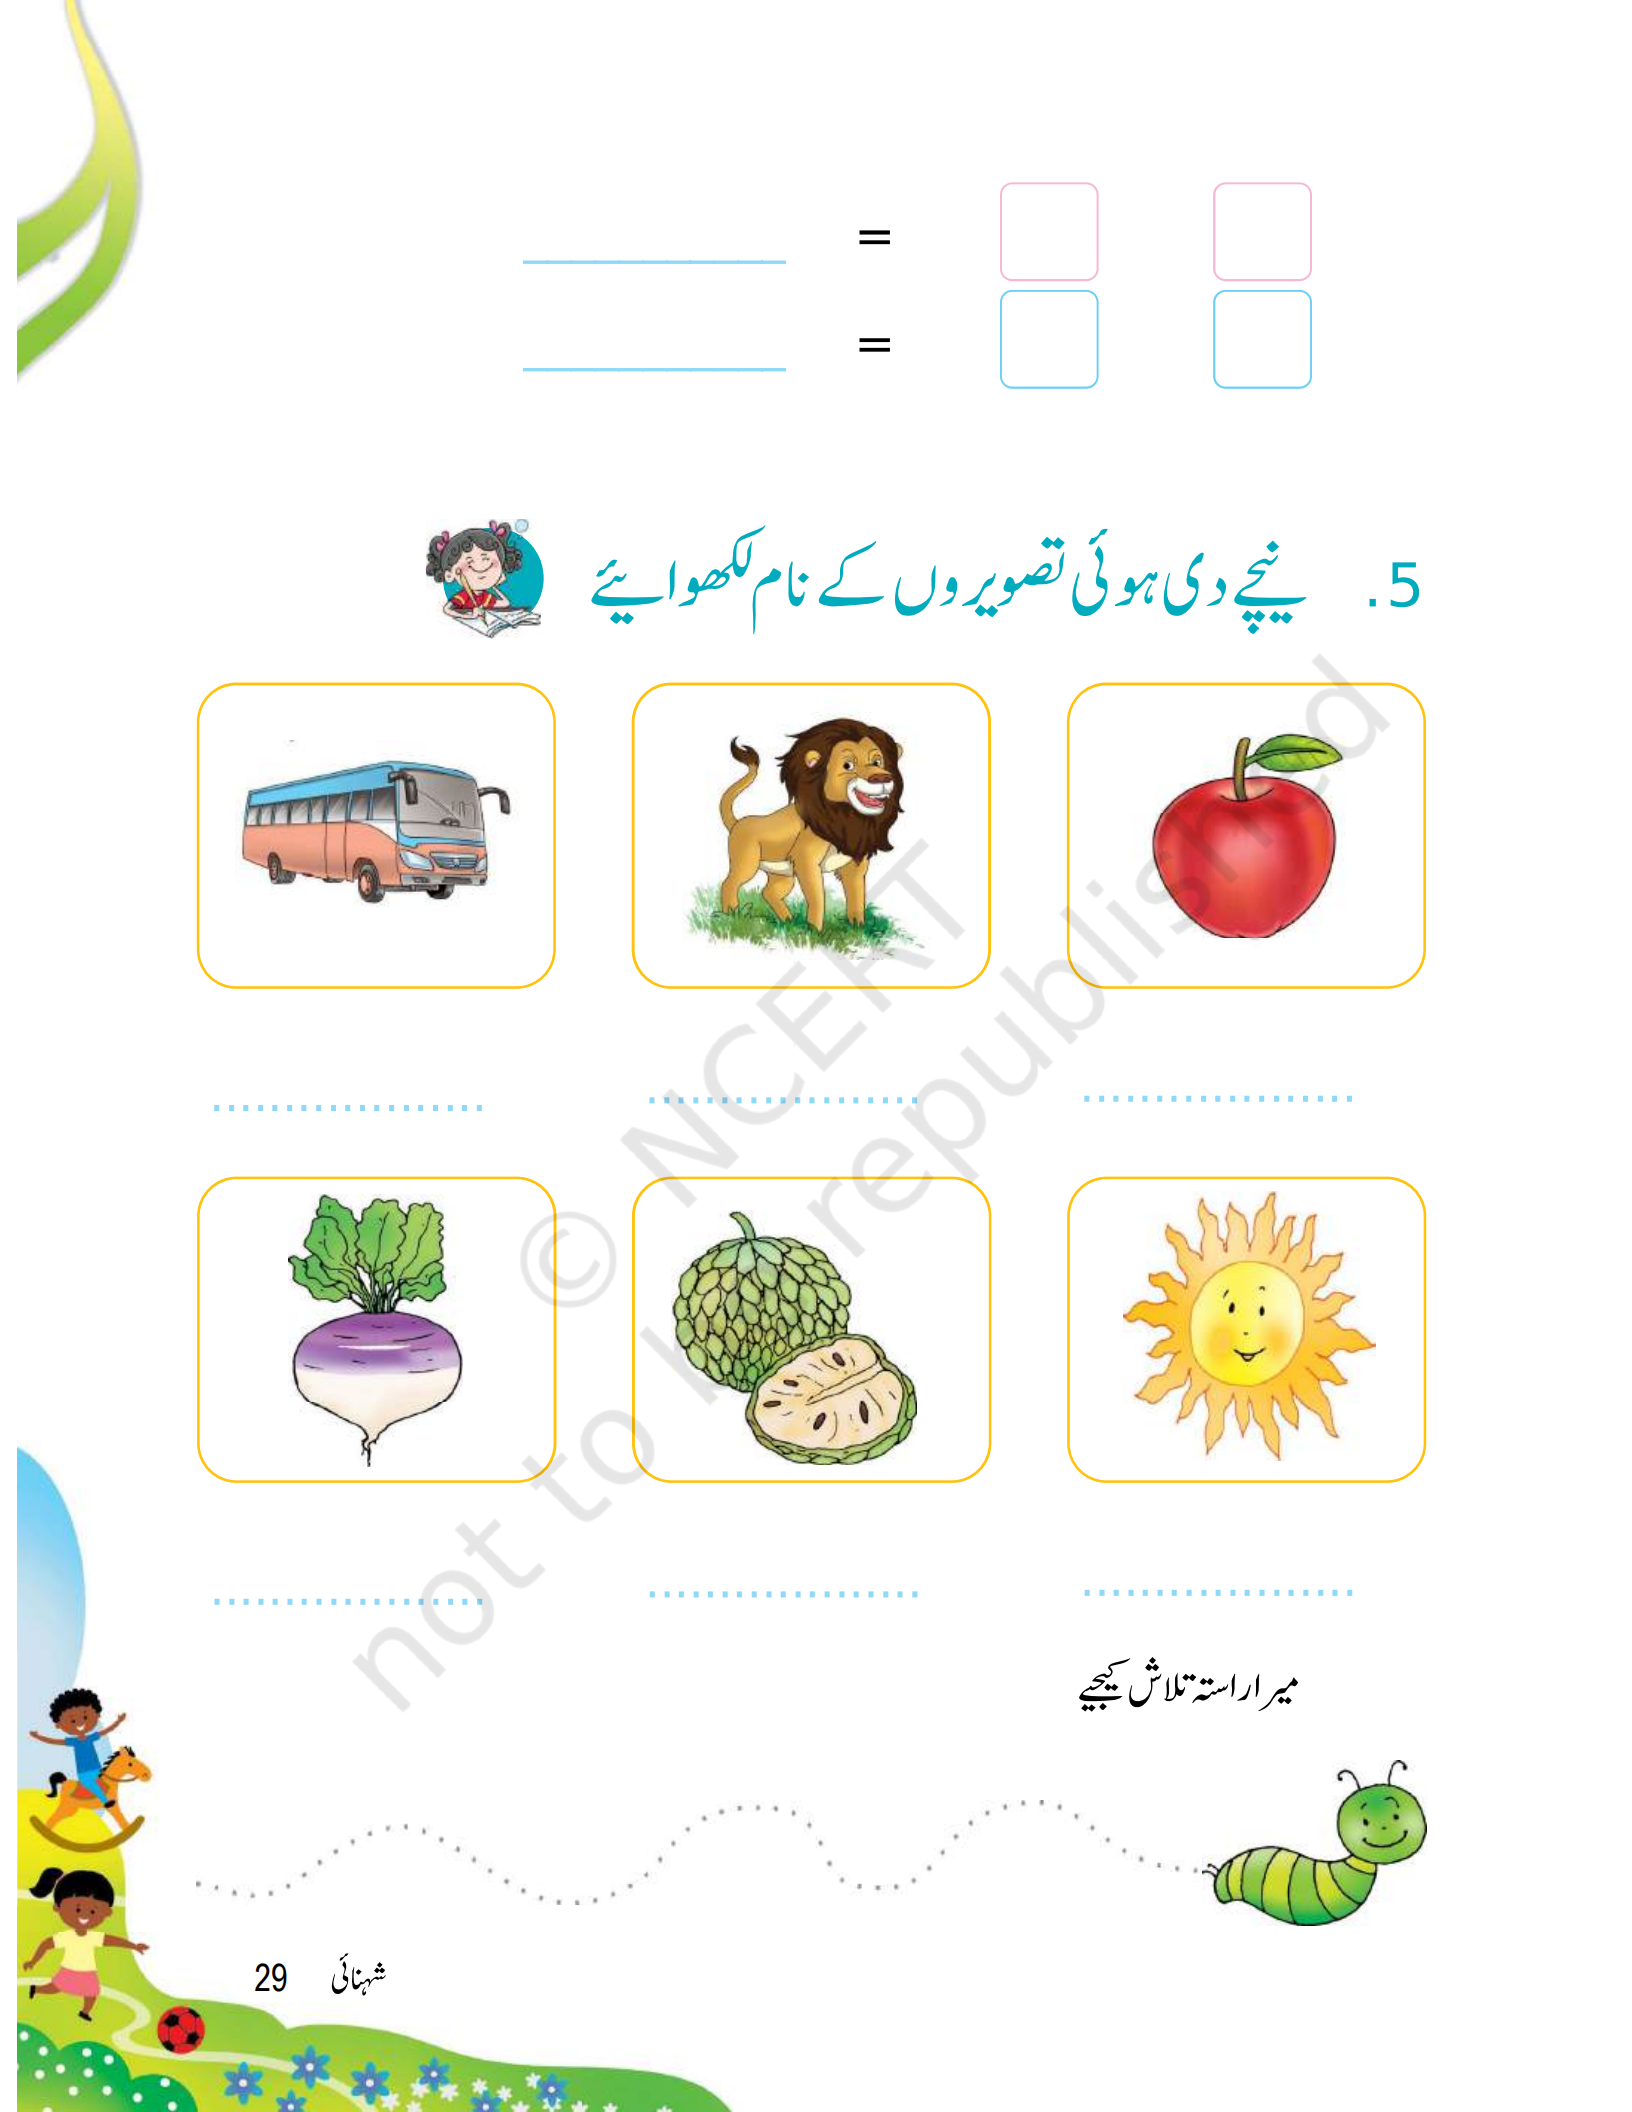 =
=
5. نیچے دی ہوئی تصویروں کے نام لکھوائیے
© NCERT
not to be republished
میرا راستہ تلاش کیجیے
شہنائی 29